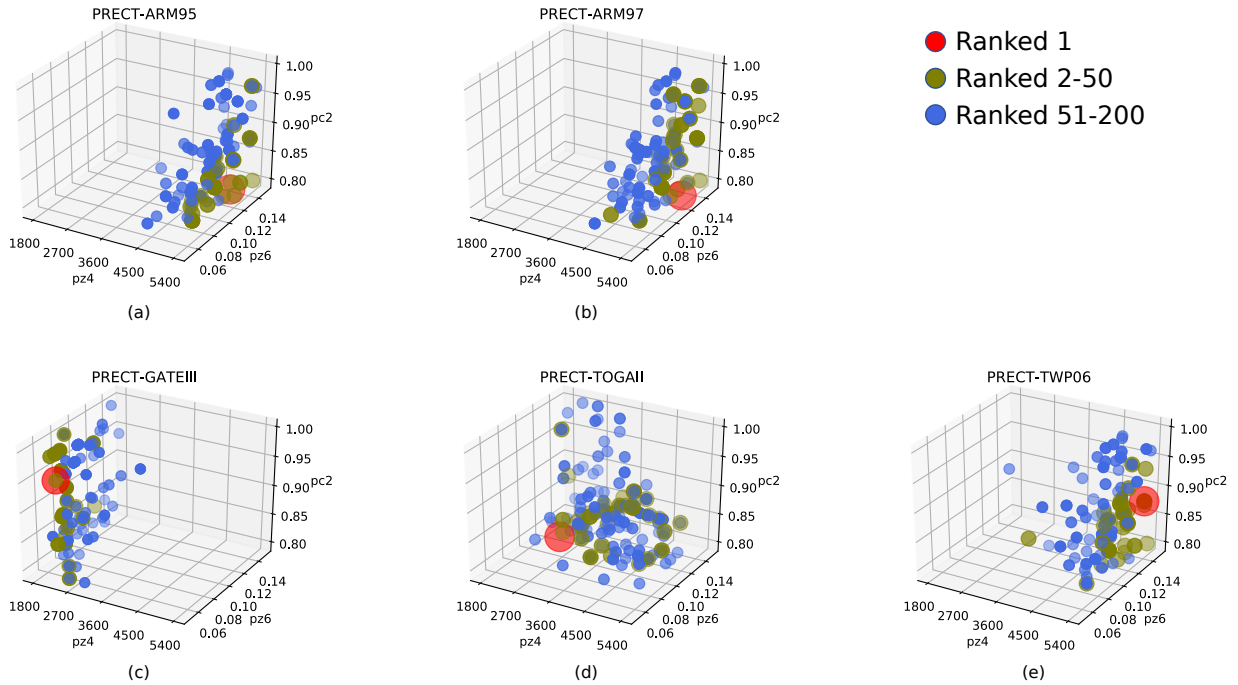 PRECT-ARM95
1.00
0.95
0.90
pc2
0.85
0.80
0.14
0.12
0.10
pz6
0.08
0.06
1800
2700
3600
4500
5400
pz4
(a)
PRECT-ARM97
1.00
0.95
0.90
pc2
0.85
0.80
0.14
0.12
0.10
pz6
0.08
0.06
1800
2700
3600
4500
5400
pz4
(b)
Ranked 1
Ranked 2-50
Ranked 51-200
PRECT-GATEIII
1.00
0.95
0.90
pc2
0.85
0.80
0.14
0.12
0.10
pz6
0.08
0.06
1800
2700
3600
4500
5400
pz4
(c)
PRECT-TOGAII
1.00
0.95
0.90
pc2
0.85
0.80
0.14
0.12
0.10
pz6
0.08
0.06
1800
2700
3600
4500
5400
pz4
(d)
PRECT-TWP06
1.00
0.95
0.90
pc2
0.85
0.80
0.14
0.12
0.10
pz6
0.08
0.06
1800
2700
3600
4500
5400
pz4
(e)